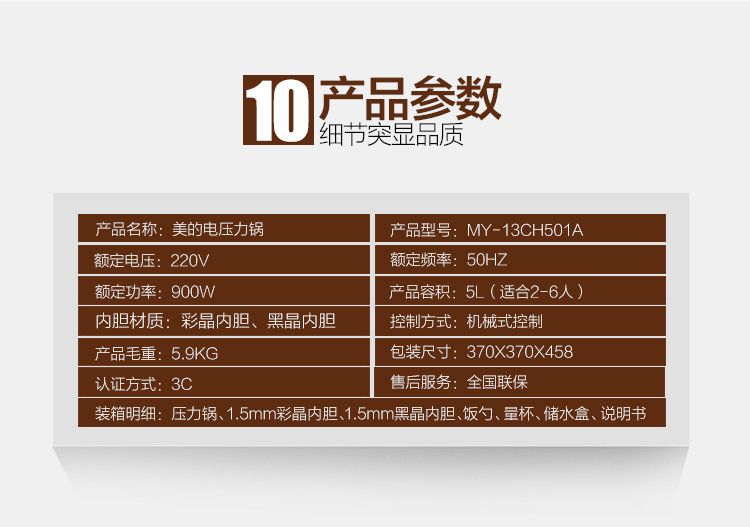 10 产品参数
细节突显品质
产品名称：美的电压力锅
产品型号：MY-13CH501A
额定电压：220V
额定频率：50HZ
额定功率：900W
产品容积：5L（适合2-6人）
内胆材质：彩晶内胆、黑晶内胆
控制方式：机械式控制
产品毛重：5.9KG
包装尺寸：370X370X458
认证方式：3C
售后服务：全国联保
装箱明细：压力锅、1.5mm彩晶内胆、1.5mm黑晶内胆、饭勺、量杯、储水盒、说明书